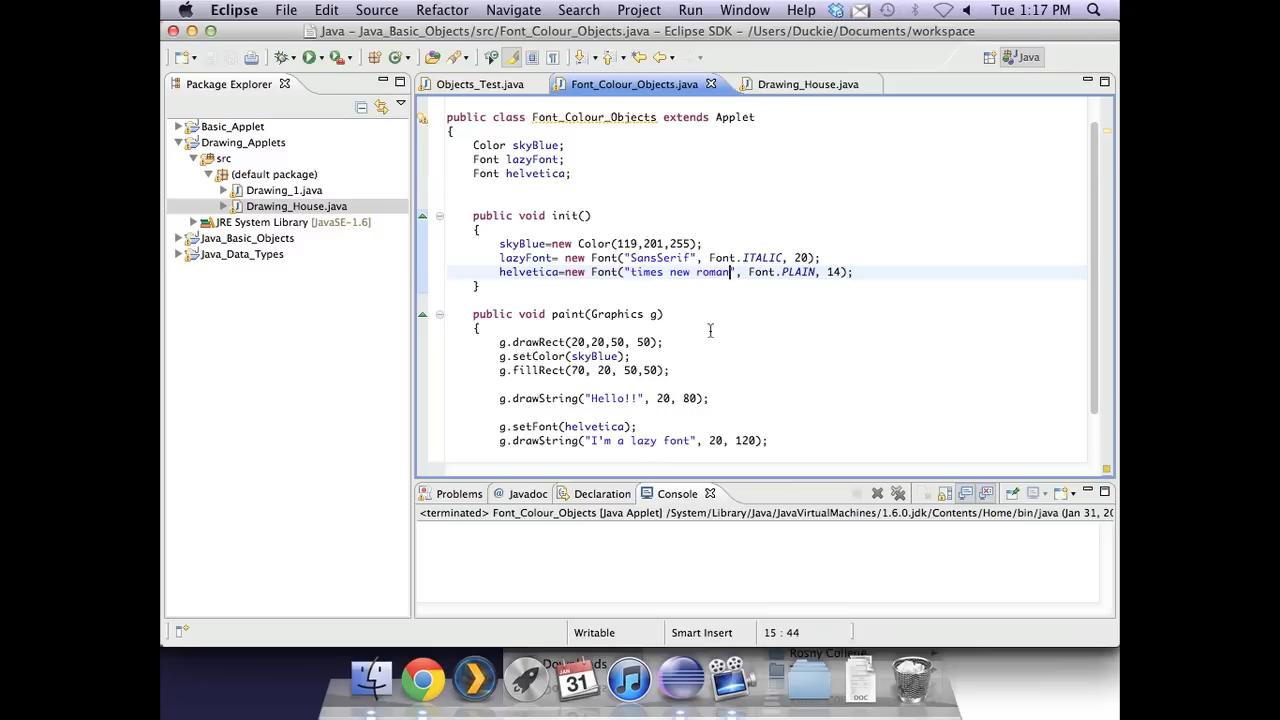 Eclipse File Edit Source Refactor Navigate Search Project Run Window Help Tue 1:17 PM
Java – Java_Basic_Objects/src/Font_Colour_Objects.java – Eclipse SDK – /Users/Duckie/Documents/workspace
Java
Package Explorer
Objects_Test.java Font_Colour_Objects.java Drawing_House.java
Basic_Applet
Drawing_Applets
src
(default package)
Drawing_1.java
Drawing_House.java
JRE System Library [JavaSE-1.6]
Java_Basic_Objects
Java_Data_Types
public class Font_Colour_Objects extends Applet
{
Color skyBlue;
Font lazyFont;
Font helvetica;
public void init()
{
skyBlue=new Color(119,201,255);
lazyFont= new Font("SansSerif", Font.ITALIC, 20);
helvetica=new Font("times new roman", Font.PLAIN, 14);
}
public void paint(Graphics g)
{
g.drawRect(20,20,50, 50);
g.setColor(skyBlue);
g.fillRect(70, 20, 50,50);
g.drawString("Hello!!", 20, 80);
g.setFont(helvetica);
g.drawString("I'm a lazy font", 20, 120);
Problems @ Javadoc Declaration Console
<terminated> Font_Colour_Objects [Java Applet] /System/Library/Java/JavaVirtualMachines/1.6.0.jdk/Contents/Home/bin/java (Jan 31, 20
Writable Smart Insert 15 : 44
Downloads
Rosny College
JAN
31
DOC